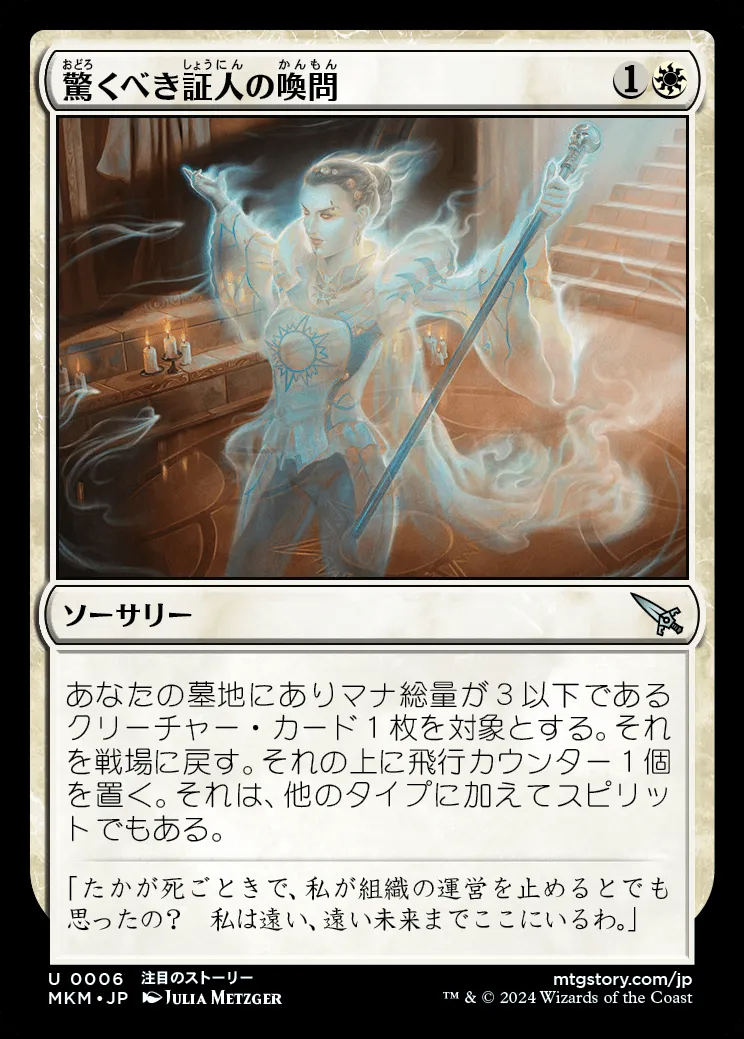 おどろ しょうにん かんもん
驚くべき証人の喚問
1
ソーサリー
あなたの墓地にありマナ総量が3以下である
クリーチャー・カード1枚を対象とする。それ
を戦場に戻す。それの上に飛行カウンター1個
を置く。それは、他のタイプに加えてスピリッ
トでもある。
「たかが死ごときで、私が組織の運営を止めるとでも
思ったの？　私は遠い、遠い未来までここにいるわ。」
U 0006 注目のストーリー
mtgstory.com/jp
MKM • JP Julia Metzger
™ & © 2024 Wizards of the Coast